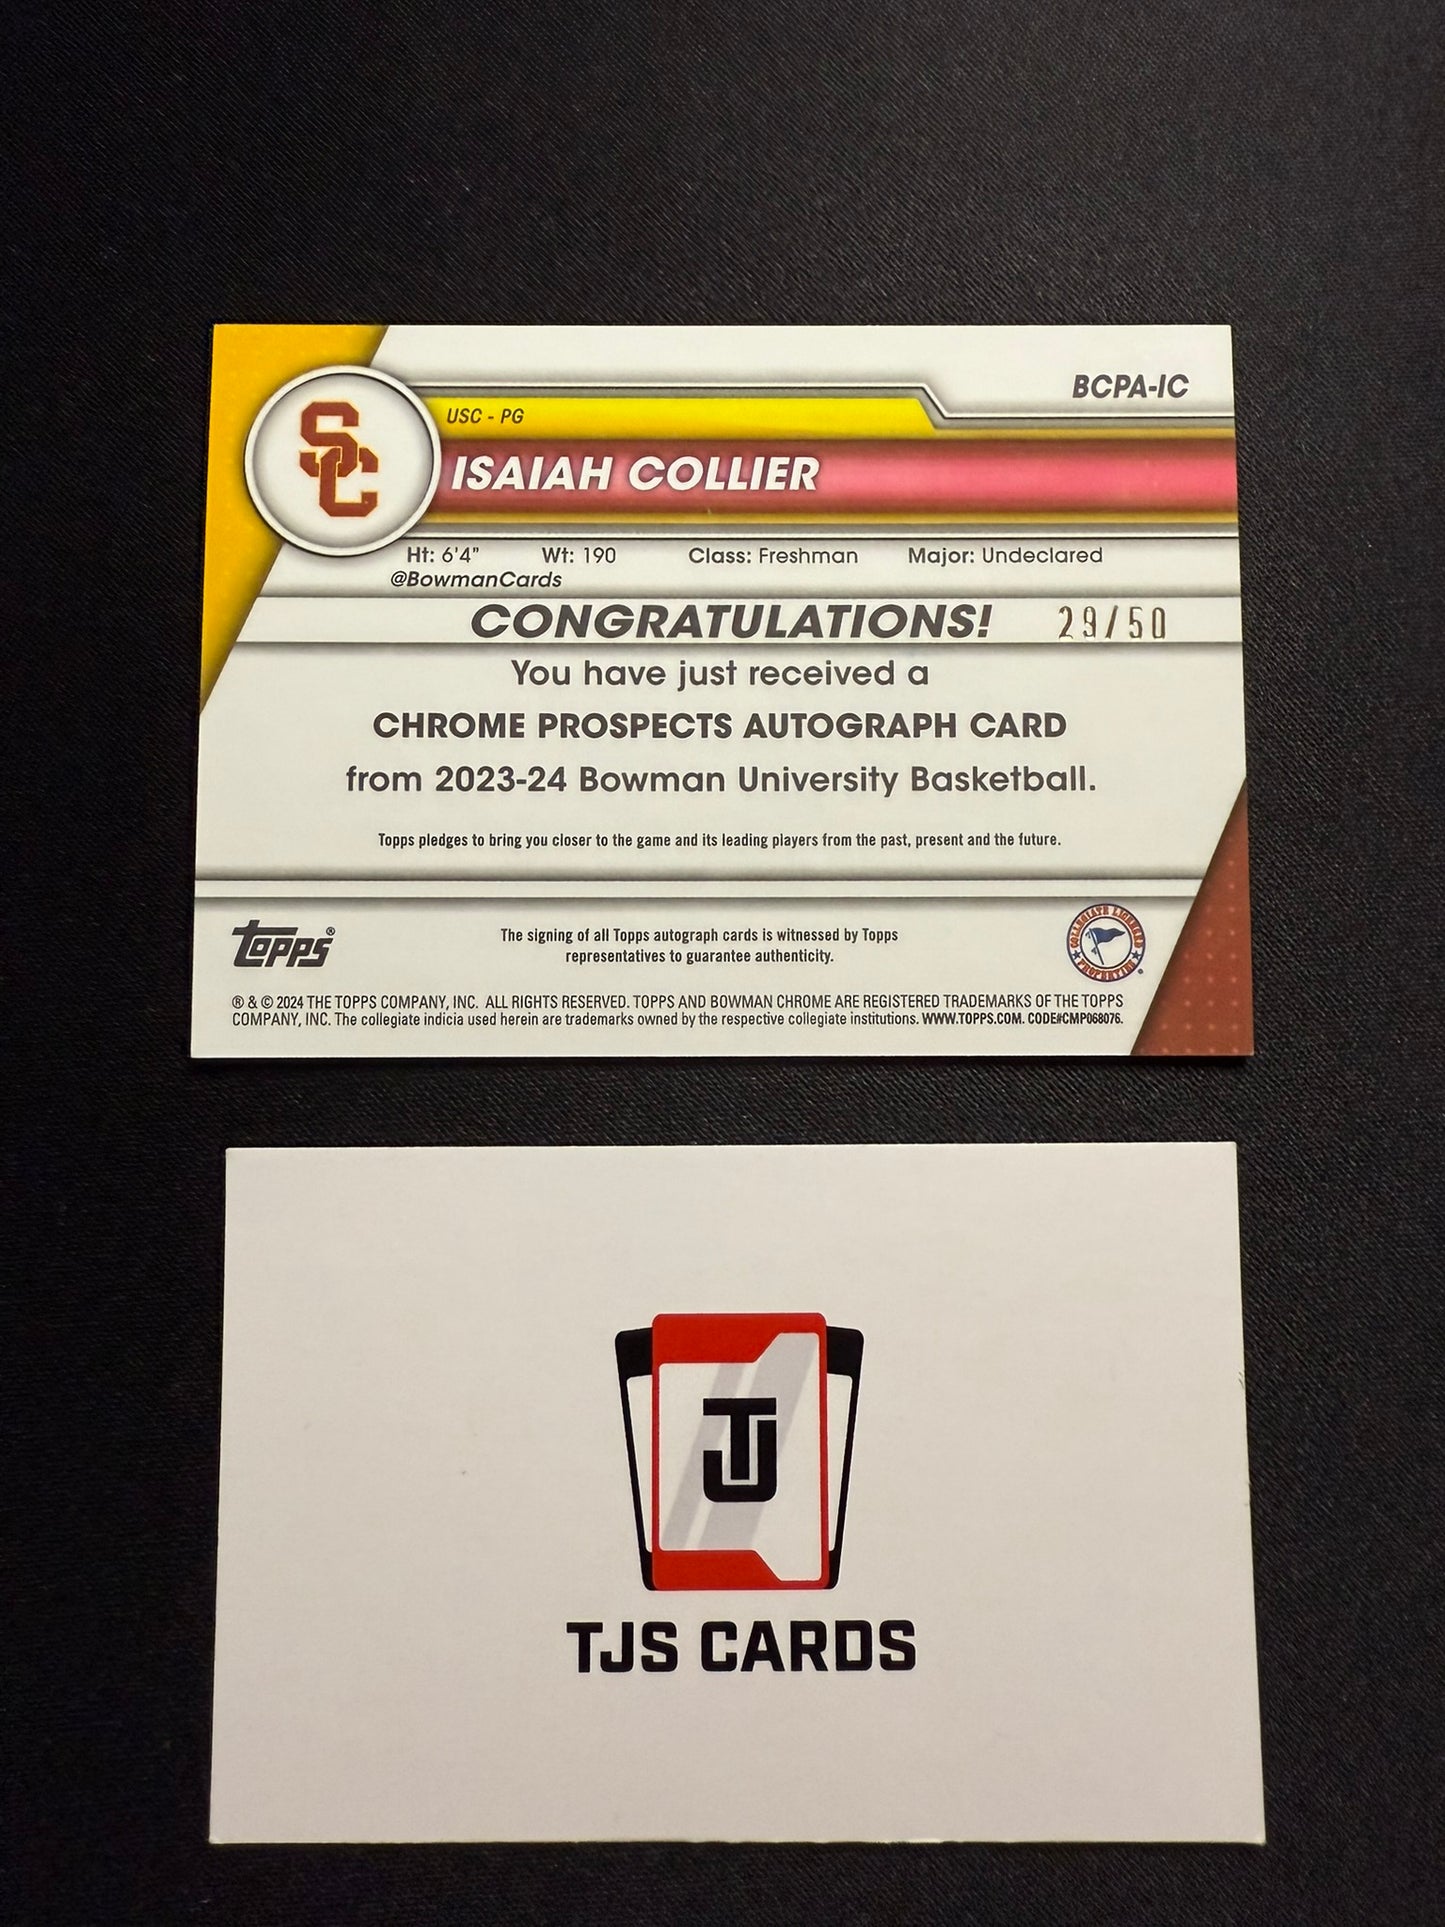 BCPA-IC
SC
USC - PG
ISAIAH COLLIER
Ht: 6'4" Wt: 190 Class: Freshman Major: Undeclared
@BowmanCards
CONGRATULATIONS! 29/50
You have just received a
CHROME PROSPECTS AUTOGRAPH CARD
from 2023-24 Bowman University Basketball.
Topps pledges to bring you closer to the game and its leading players from the past, present and the future.
topps®
The signing of all Topps autograph cards is witnessed by Topps
representatives to guarantee authenticity.
COLLEGIATE LICENSED PROPERTIES ®
® & © 2024 THE TOPPS COMPANY, INC. ALL RIGHTS RESERVED. TOPPS AND BOWMAN CHROME ARE REGISTERED TRADEMARKS OF THE TOPPS
COMPANY, INC. The collegiate indicia used herein are trademarks owned by the respective collegiate institutions. WWW.TOPPS.COM. CODE#CMP068076.
TJ
TJS CARDS